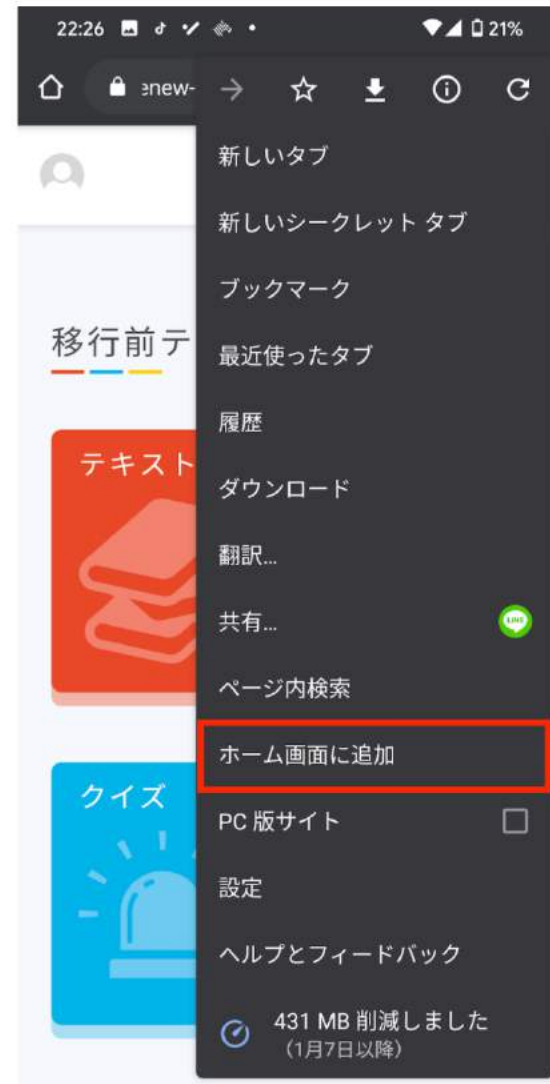 22:26
21%
enew-
新しいタブ
新しいシークレット タブ
ブックマーク
移行前テ
最近使ったタブ
履歴
テキスト
ダウンロード
翻訳...
共有...
LINE
ページ内検索
ホーム画面に追加
クイズ
PC 版サイト
設定
ヘルプとフィードバック
431 MB 削減しました
(1月7日以降)